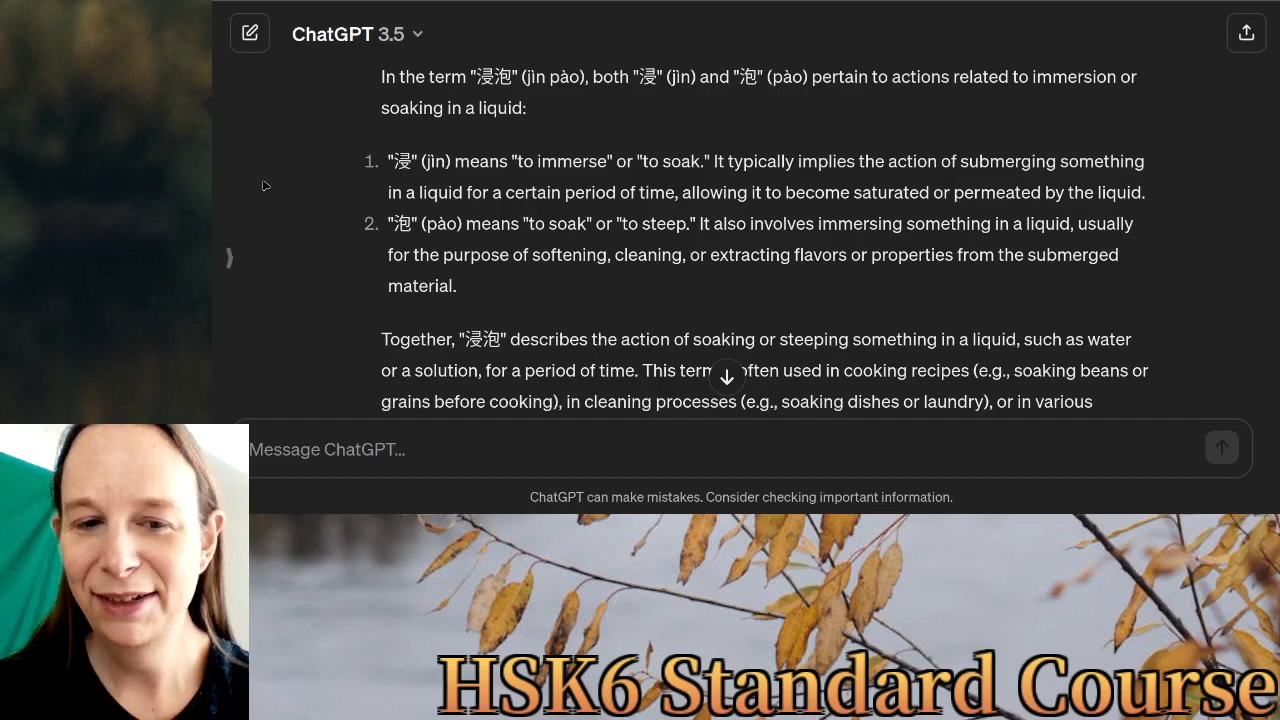 ChatGPT 3.5
In the term "浸泡" (jìn pào), both "浸" (jìn) and "泡" (pào) pertain to actions related to immersion or
soaking in a liquid:
1. "浸" (jìn) means "to immerse" or "to soak." It typically implies the action of submerging something
in a liquid for a certain period of time, allowing it to become saturated or permeated by the liquid.
2. "泡" (pào) means "to soak" or "to steep." It also involves immersing something in a liquid, usually
for the purpose of softening, cleaning, or extracting flavors or properties from the submerged
material.
Together, "浸泡" describes the action of soaking or steeping something in a liquid, such as water
or a solution, for a period of time. This term often used in cooking recipes (e.g., soaking beans or
grains before cooking), in cleaning processes (e.g., soaking dishes or laundry), or in various
Message ChatGPT...
ChatGPT can make mistakes. Consider checking important information.
HSK6 Standard Course